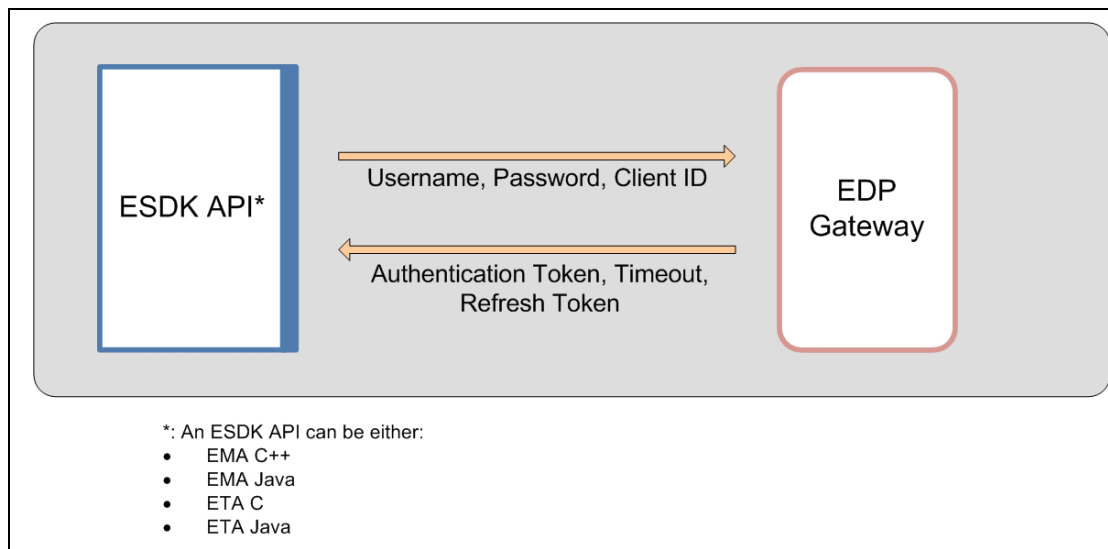 ESDK API*
Username, Password, Client ID
Authentication Token, Timeout,
Refresh Token
EDP
Gateway
*: An ESDK API can be either:
• EMA C++
• EMA Java
• ETA C
• ETA Java